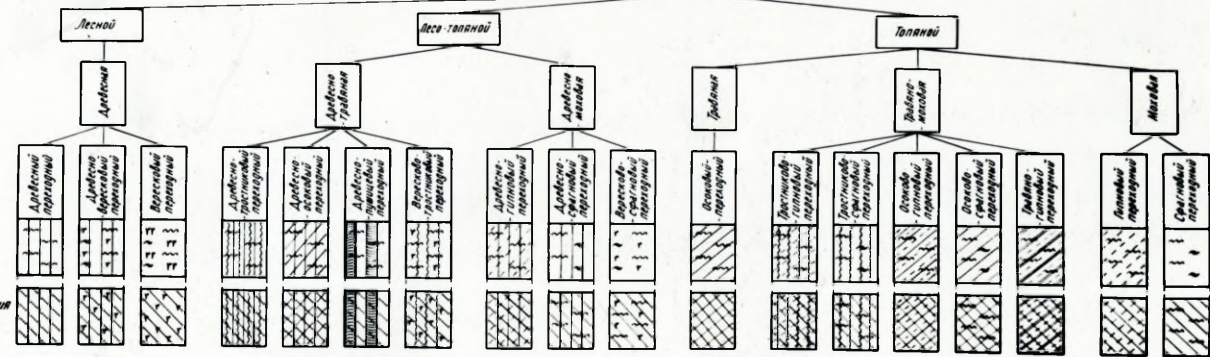 Лесной
Лесо-топяной
Топяной
Древесная
Древесно
-травяная
Древесно
моховая
Травяная
Травяно-
моховая
Моховая
Древесный
переходный
Древесно
вересковый
переходный
Вересковый
переходный
Древесно-
тростниковый
переходный
Древесно-
осоковый
переходный
Древесно
-пушицевый
переходный
Вересково-
тростниковый
переходный
Древесно-
гипновый
переходный
Древесно-
сфагновый
переходный
Вересково-
сфагновый
переходный
Осоковый-
переходный
Тростниково-
гипновый
переходный
Тростниково-
сфагновый
переходный
Осоково
гипновый
переходный
Осоково-
сфагновый
переходный
Травяно-
гипновый
переходный
Гипновый
переходный
Сфагновый
переходный